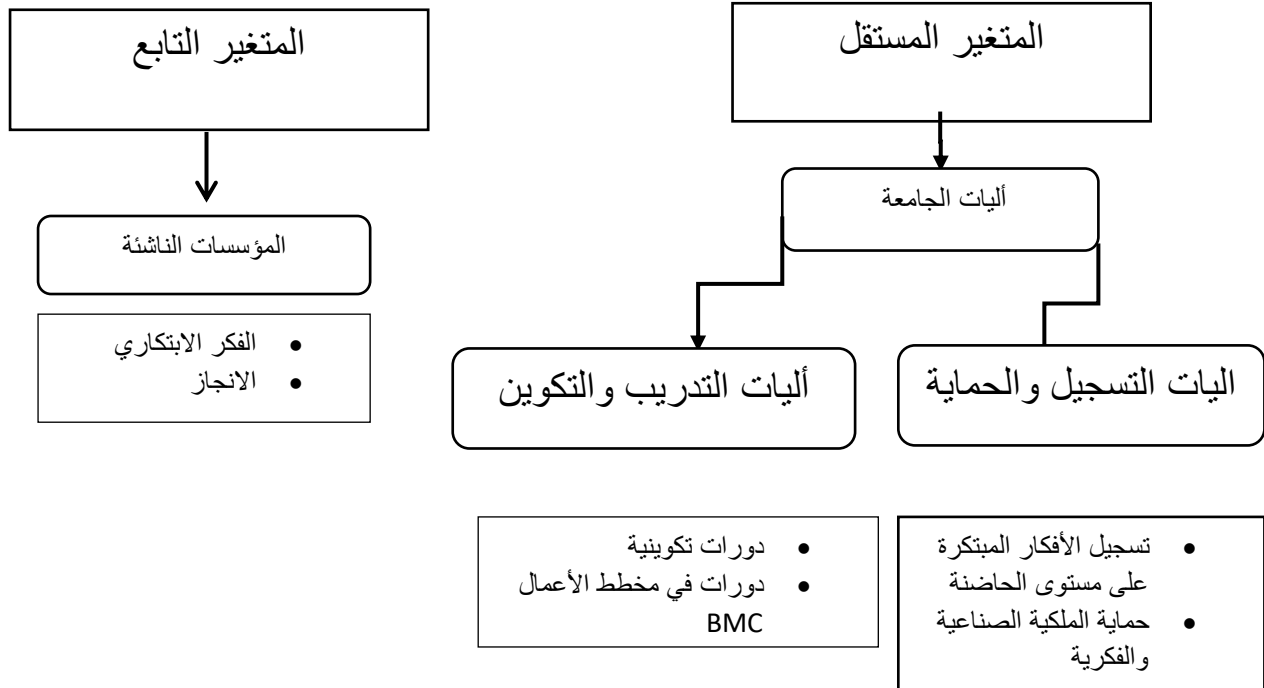 المتغير المستقل
أليات الجامعة
اليات التسجيل والحماية
• تسجيل الأفكار المبتكرة
على مستوى الحاضنة
• حماية الملكية الصناعية
والفكرية
أليات التدريب والتكوين
• دورات تكوينية
• دورات في مخطط الأعمال
BMC
المتغير التابع
المؤسسات الناشئة
• الفكر الابتكاري
• الانجاز